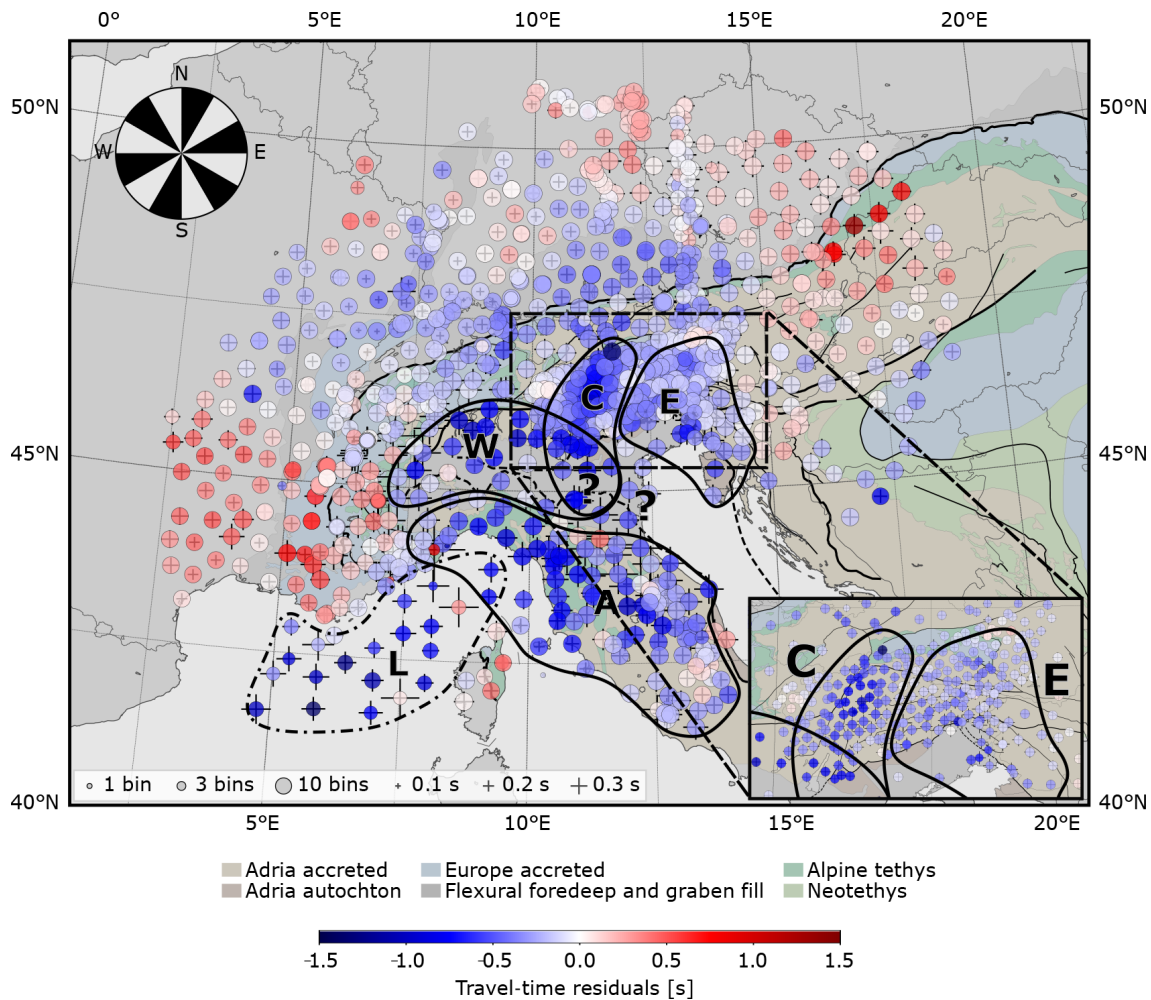 0° 5°E 10°E 15°E 20°E
50°N 50°N
N
W E
S
C E
W
45°N 45°N
? ?
A
L
C E
1 bin 3 bins 10 bins 0.1 s 0.2 s 0.3 s
40°N 40°N
5°E 10°E 15°E 20°E
Adria accreted Europe accreted Alpine tethys
Adria autochton Flexural foredeep and graben fill Neotethys
-1.5 -1.0 -0.5 0.0 0.5 1.0 1.5
Travel-time residuals [s]